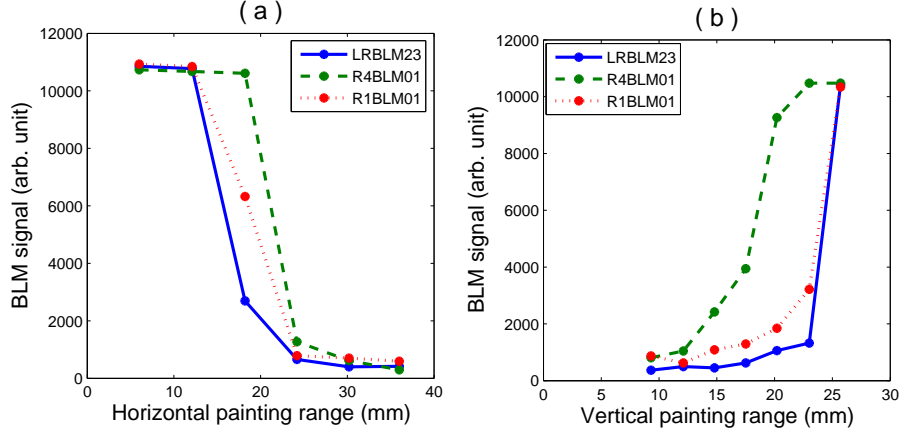 ( a )
12000
10000
8000
6000
4000
2000
0
BLM signal (arb. unit)
LRBLM23
R4BLM01
R1BLM01
0 10 20 30 40
Horizontal painting range (mm)
( b )
12000
10000
8000
6000
4000
2000
0
BLM signal (arb. unit)
LRBLM23
R4BLM01
R1BLM01
0 5 10 15 20 25 30
Vertical painting range (mm)